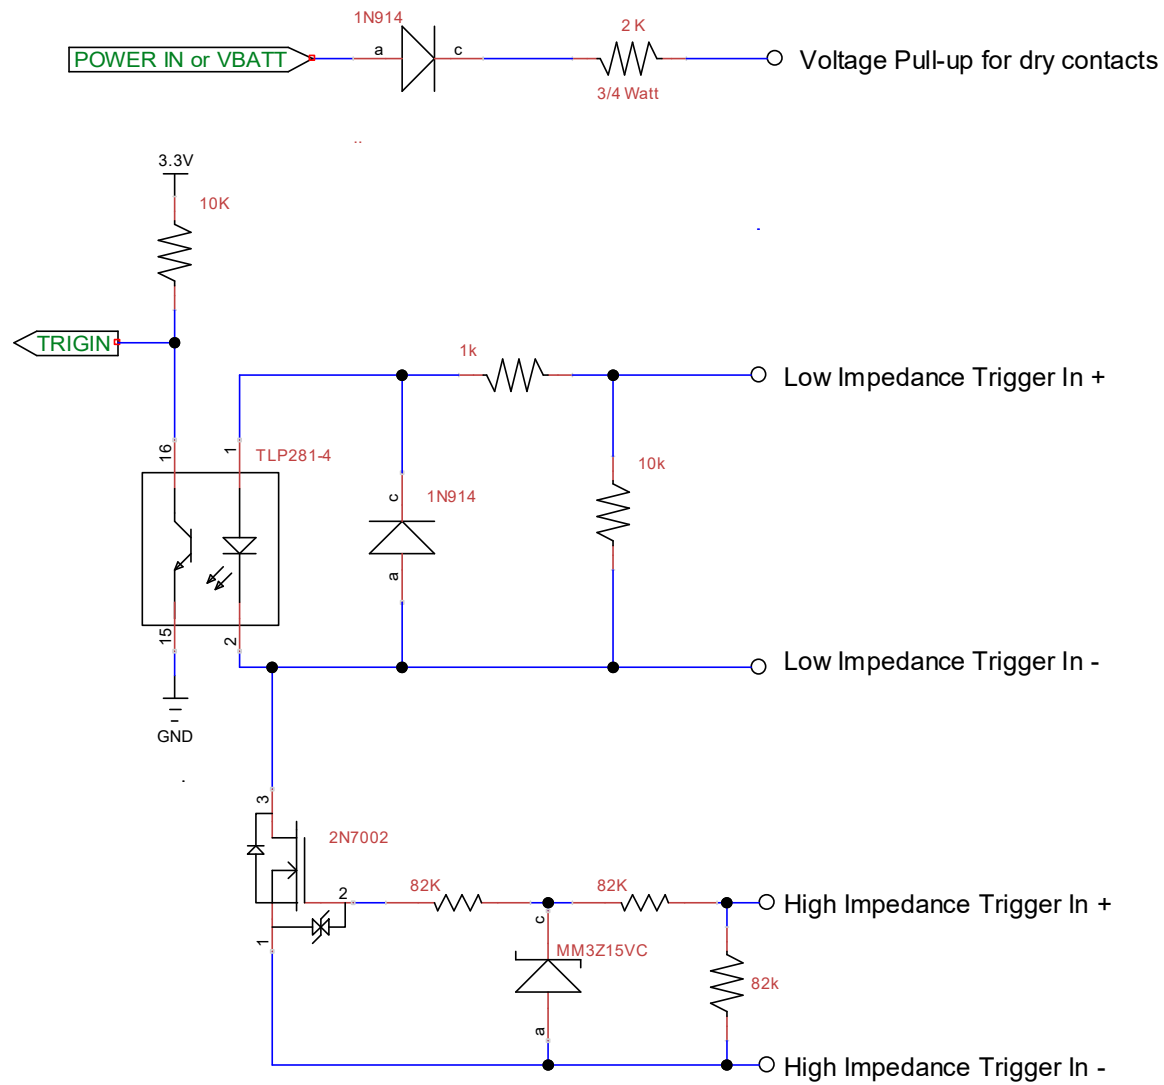 1N914
2 K
POWER IN or VBATT
a
c
Voltage Pull-up for dry contacts
3/4 Watt
3.3V
10K
TRIGIN
1k
Low Impedance Trigger In +
16
1
TLP281-4
10k
c
1N914
a
15
2
Low Impedance Trigger In -
GND
3
2N7002
82K
82K
2
High Impedance Trigger In +
c
1
MM3Z15VC
82k
a
High Impedance Trigger In -